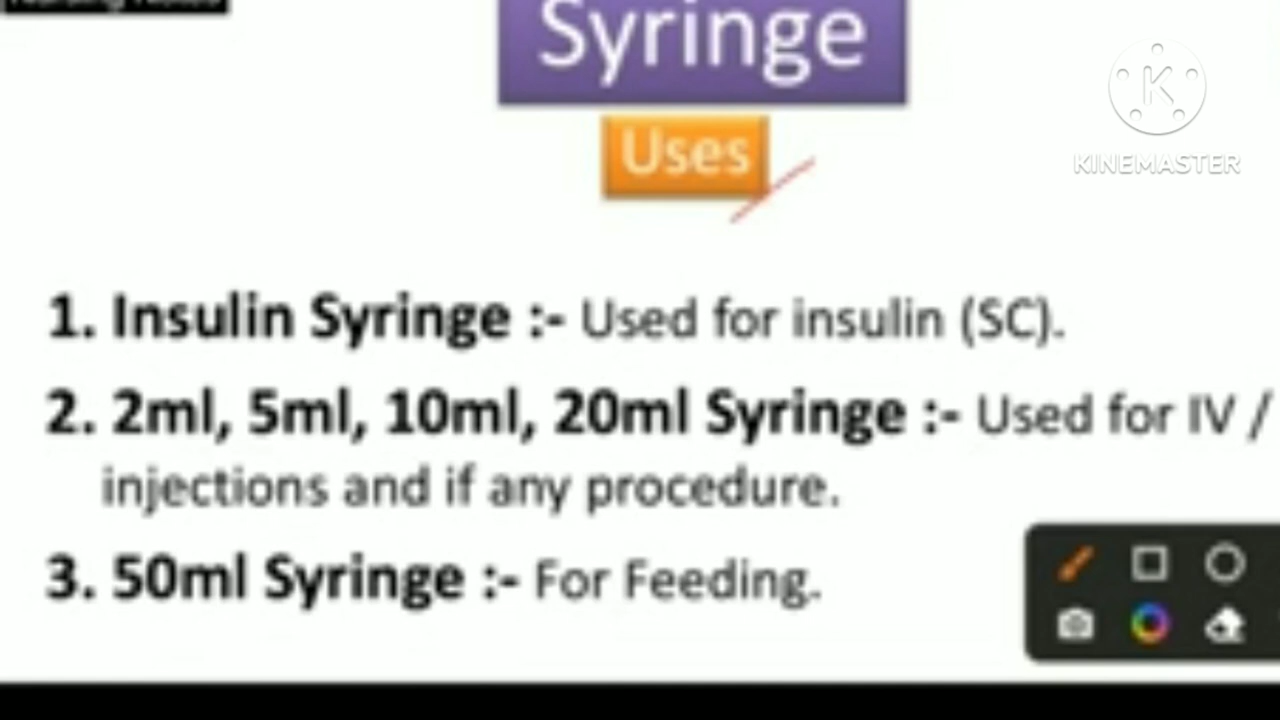 Syringe
Uses
KINEMASTER
1. Insulin Syringe :- Used for insulin (SC).
2. 2ml, 5ml, 10ml, 20ml Syringe :- Used for IV /
injections and if any procedure.
3. 50ml Syringe :- For Feeding.